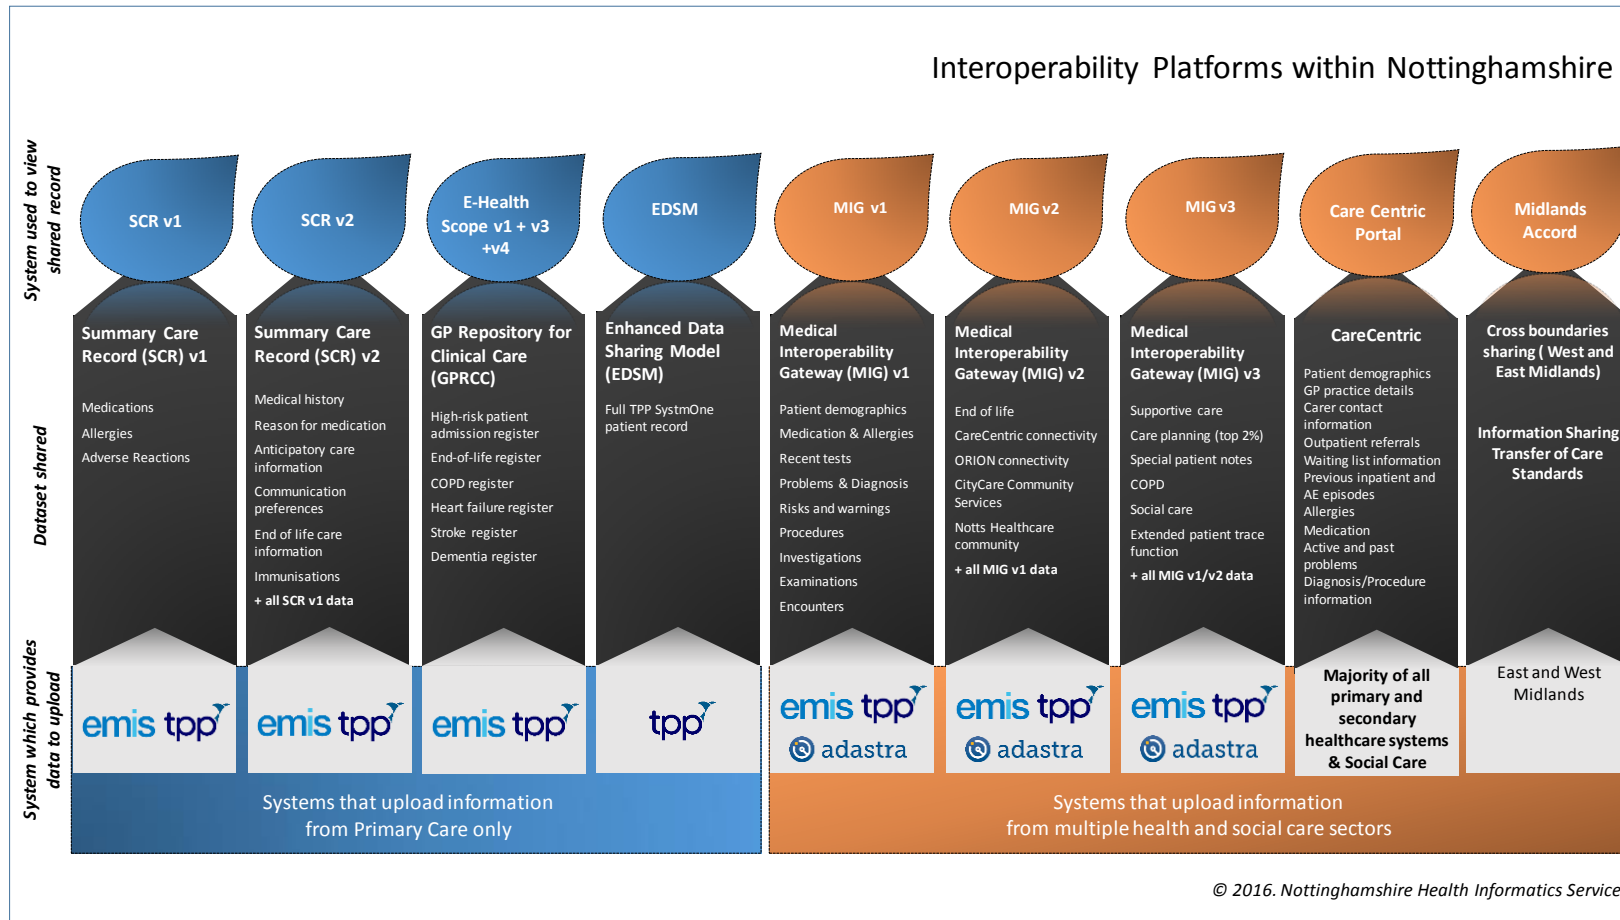 Interoperability Platforms within Nottinghamshire
System used to view
shared record
SCR v1
SCR v2
E-Health
Scope v1 + v3
+v4
EDSM
MIG v1
MIG v2
MIG v3
Care Centric
Portal
Midlands
Accord
Dataset shared
Summary Care
Record (SCR) v1
Medications
Allergies
Adverse Reactions
Summary Care
Record (SCR) v2
Medical history
Reason for medication
Anticipatory care
information
Communication
preferences
End of life care
information
Immunisations
+ all SCR v1 data
GP Repository for
Clinical Care
(GPRCC)
High-risk patient
admission register
End-of-life register
COPD register
Heart failure register
Stroke register
Dementia register
Enhanced Data
Sharing Model
(EDSM)
Full TPP SystmOne
patient record
Medical
Interoperability
Gateway (MIG) v1
Patient demographics
Medication & Allergies
Recent tests
Problems & Diagnosis
Risks and warnings
Procedures
Investigations
Examinations
Encounters
Medical
Interoperability
Gateway (MIG) v2
End of life
CareCentric connectivity
ORION connectivity
CityCare Community
Services
Notts Healthcare
community
+ all MIG v1 data
Medical
Interoperability
Gateway (MIG) v3
Supportive care
Care planning (top 2%)
Special patient notes
COPD
Social care
Extended patient trace
function
+ all MIG v1/v2 data
CareCentric
Patient demographics
GP practice details
Carer contact
information
Outpatient referrals
Waiting list information
Previous inpatient and
AE episodes
Allergies
Medication
Active and past
problems
Diagnosis/Procedure
information
Cross boundaries
sharing ( West and
East Midlands)
Information Sharing
Transfer of Care
Standards
System which provides
data to upload
emis tpp
emis tpp
emis tpp
tpp
emis tpp
adastra
emis tpp
adastra
emis tpp
adastra
Majority of all
primary and
secondary
healthcare systems
& Social Care
East and West
Midlands
Systems that upload information
from Primary Care only
Systems that upload information
from multiple health and social care sectors
© 2016. Nottinghamshire Health Informatics Service